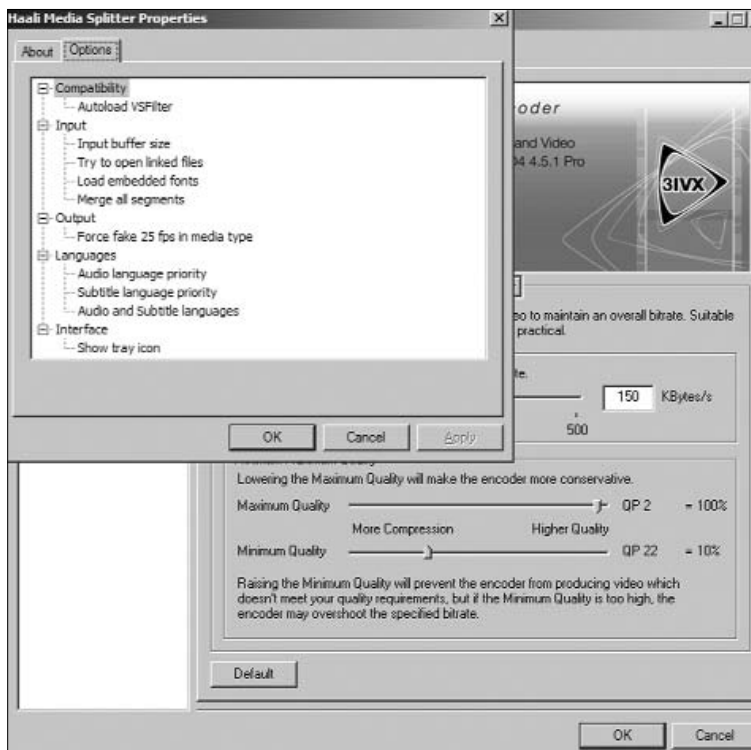 Haali Media Splitter Properties
About
Options
Compatibility
Autoload VSFilter
Input
Input buffer size
Try to open linked files
Load embedded fonts
Merge all segments
Output
Force fake 25 fps in media type
Languages
Audio language priority
Subtitle language priority
Audio and Subtitle languages
Interface
Show tray icon
OK Cancel Apply
oder
and Video
4.5.1 Pro
3IVX
to maintain an overall bitrate. Suitable
practical.
150 KBytes/s
500
Lowering the Maximum Quality will make the encoder more conservative.
Maximum Quality QP 2 = 100%
More Compression Higher Quality
Minimum Quality QP 22 = 10%
Raising the Minimum Quality will prevent the encoder from producing video which
doesn't meet your quality requirements, but if the Minimum Quality is too high, the
encoder may overshoot the specified bitrate.
Default
OK Cancel